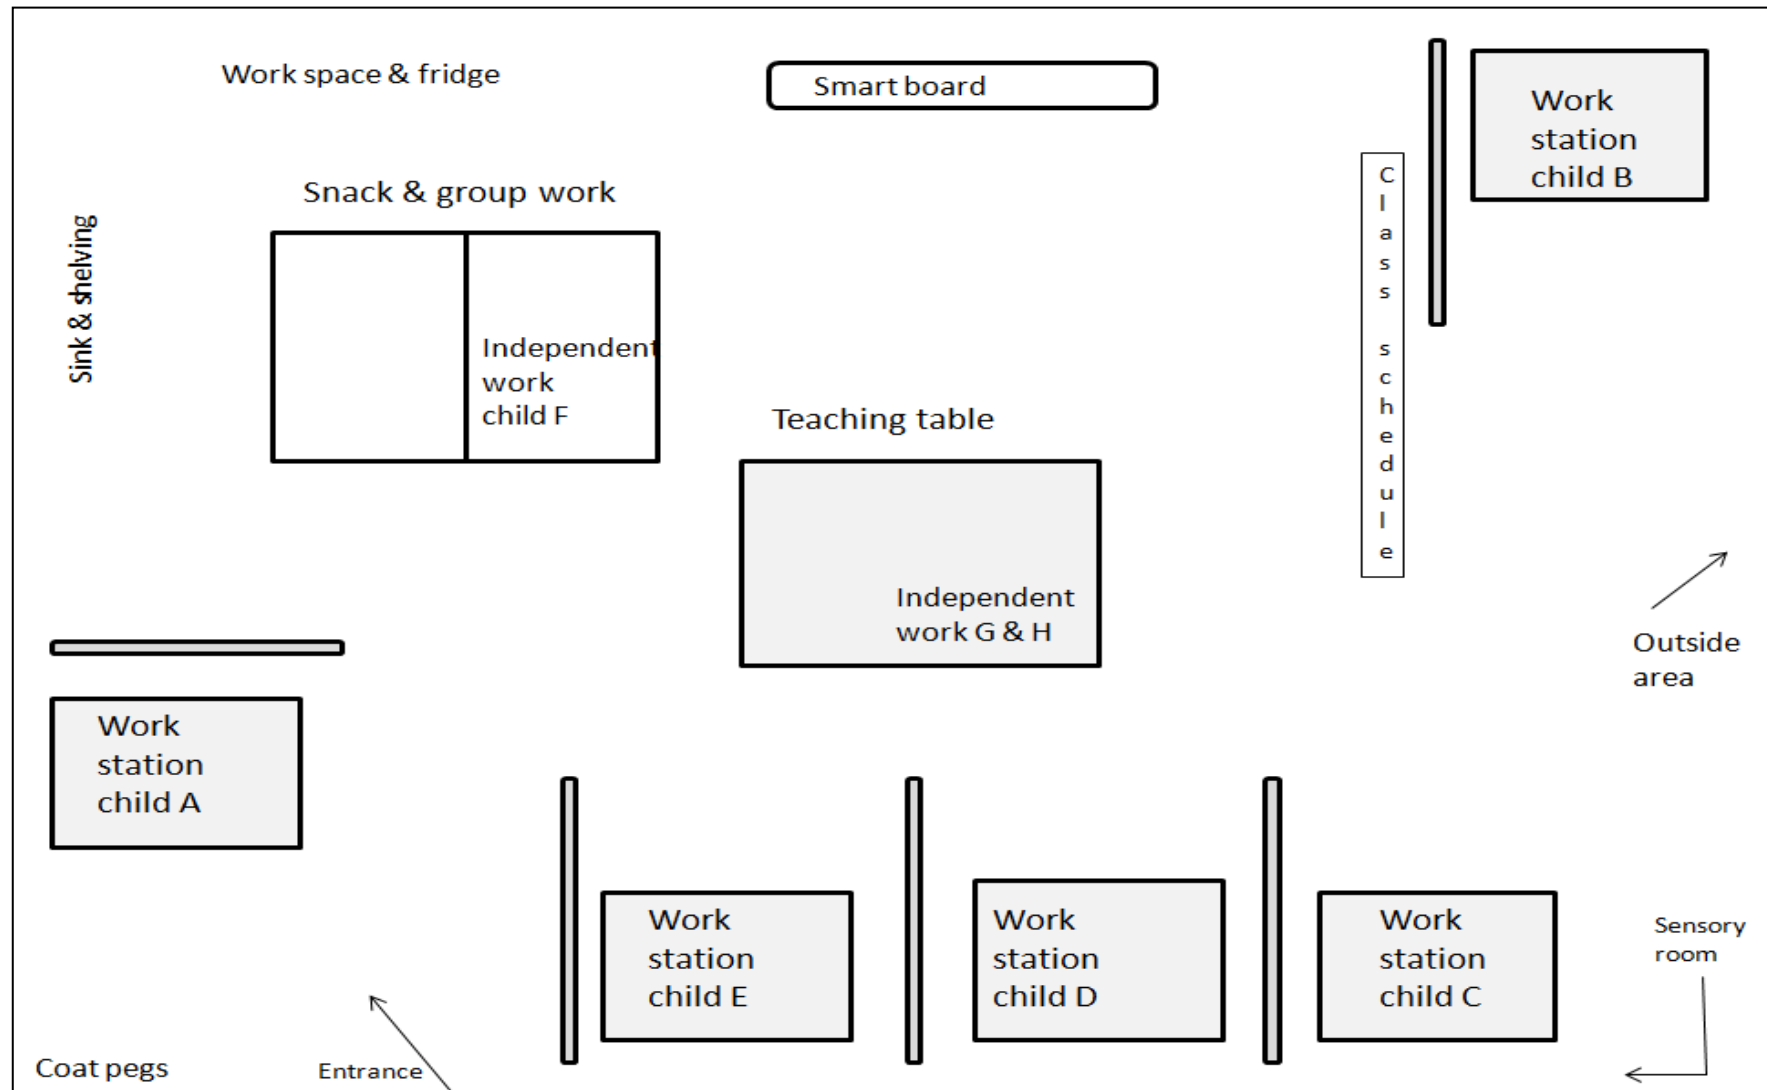 Work space & fridge
Smart board
Work
station
child B
Snack & group work
Class schedule
Sink & shelving
Independent
work
child F
Teaching table
Independent
work G & H
Outside
area
Work
station
child A
Work
station
child E
Work
station
child D
Work
station
child C
Sensory
room
Coat pegs
Entrance